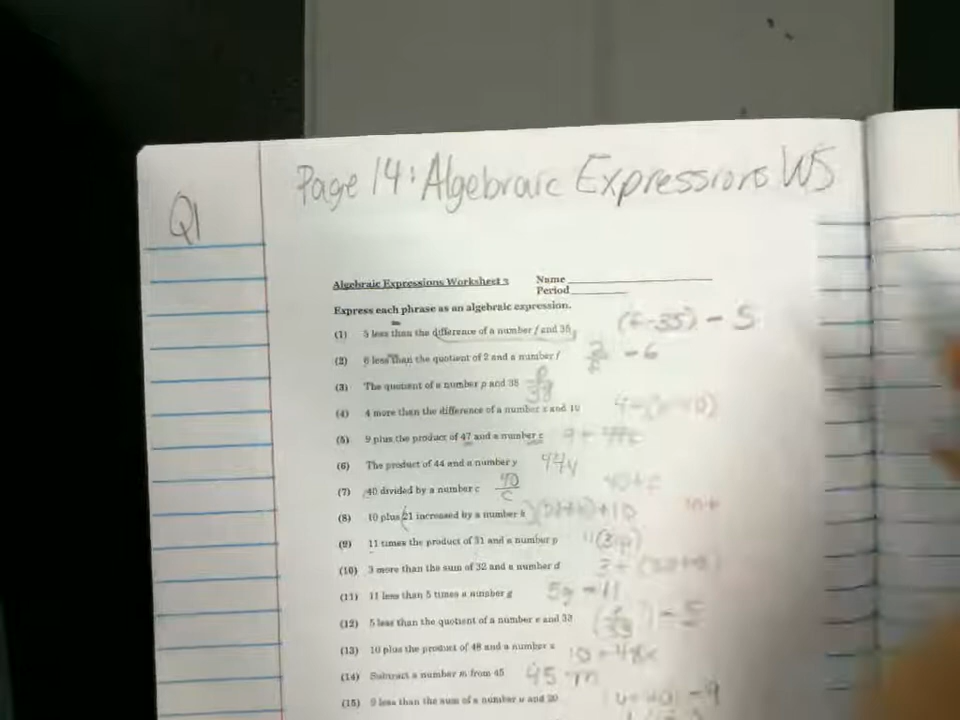 Page 14: Algebraic Expressions WS
Q1
Algebraic Expressions Worksheet 3 Name
Period
Express each phrase as an algebraic expression.
(1) 5 less than the difference of a number f and 35 (f-35) - 5
(2) 6 less than the quotient of 2 and a number f - 6
(3) The quotient of a number p and 38 p/38
(4) 4 more than the difference of a number x and 10
(5) 9 plus the product of 47 and a number c 9 + 47c
(6) The product of 44 and a number y 44y
(7) 40 divided by a number c 40/c
(8) 10 plus 21 increased by a number h +10
(9) 11 times the product of 31 and a number p
(10) 3 more than the sum of 32 and a number d
(11) 11 less than 5 times a number g 5g - 11
(12) 5 less than the quotient of a number e and 33 - 5
(13) 10 plus the product of 48 and a number x 10 + 48x
(14) Subtract a number m from 45 45-m
(15) 9 less than the sum of a number u and 20 - 9